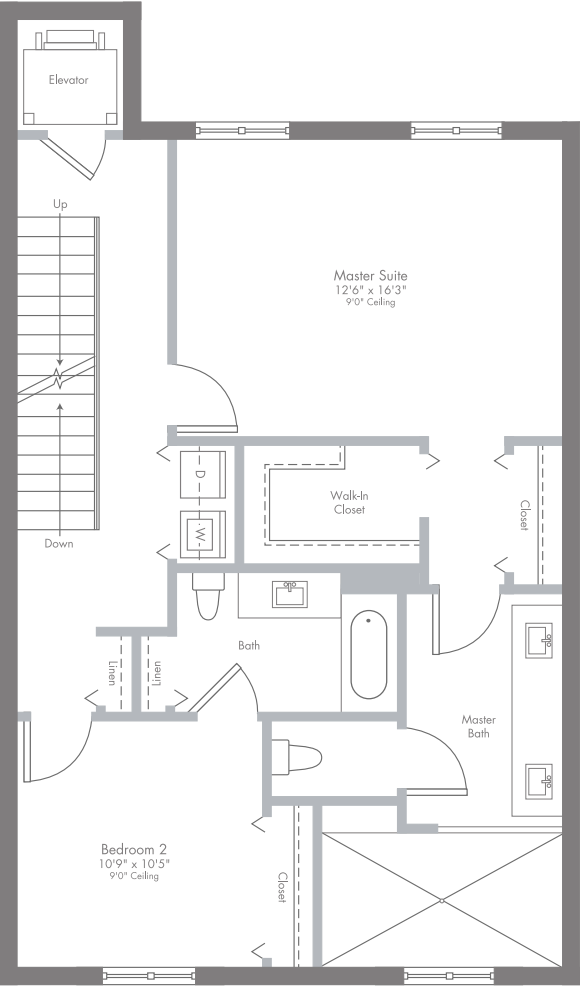 Elevator
Up
Master Suite
12'6" x 16'3"
9'0" Ceiling
D
Walk-In
Closet
Closet
W
Down
Bath
Linen
Linen
Master
Bath
Bedroom 2
10'9" x 10'5"
9'0" Ceiling
Closet